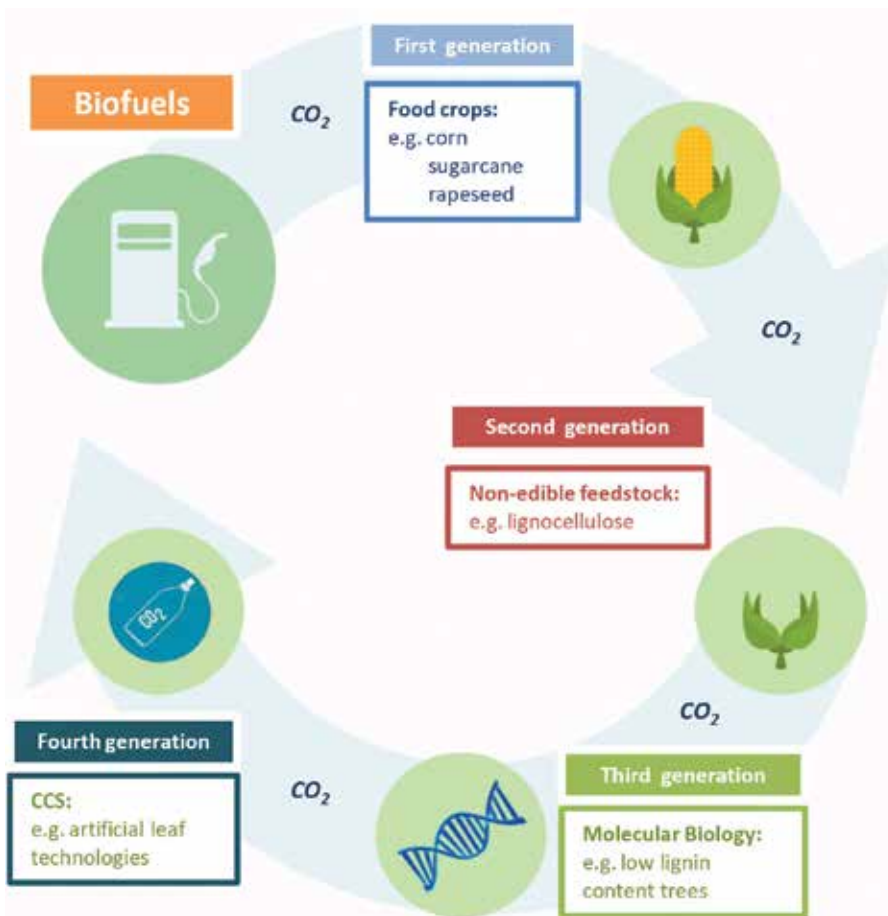 First generation
Biofuels
CO₂
Food crops:
e.g. corn
sugarcane
rapeseed
CO₂
Second generation
Non-edible feedstock:
e.g. lignocellulose
CO₂
CO₂
Fourth generation
CCS:
e.g. artificial leaf
technologies
CO₂
Third generation
Molecular Biology:
e.g. low lignin
content trees